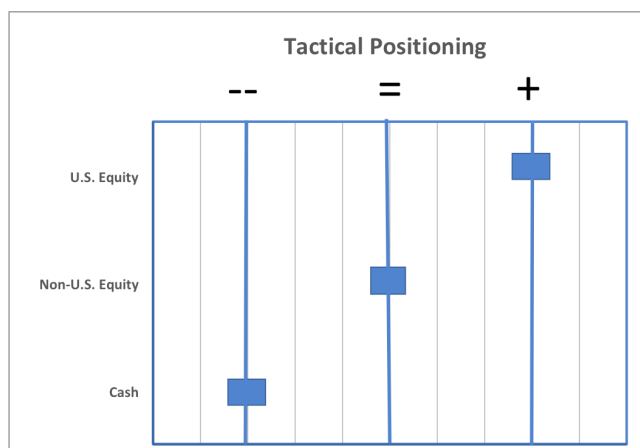 Tactical Positioning
-- = +
U.S. Equity
Non-U.S. Equity
Cash